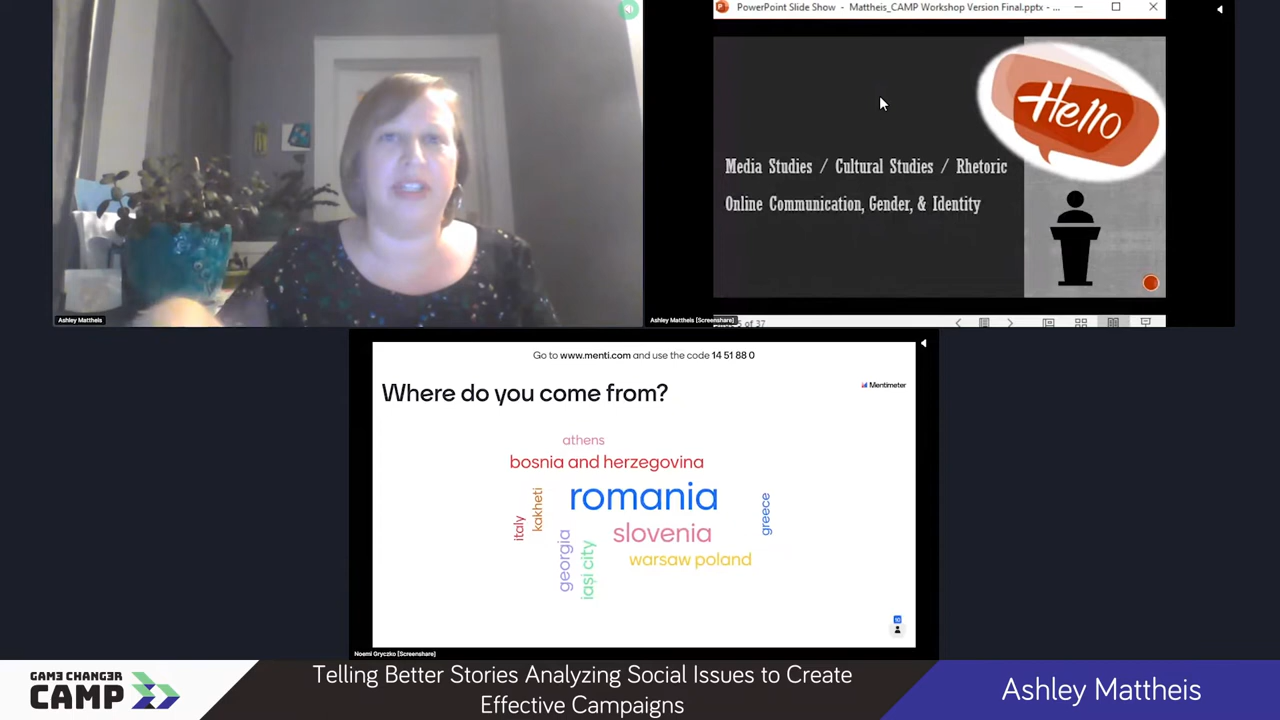 PowerPoint Slide Show - Mattheis_CAMP Workshop Version Final.pptx - ...
Hello
Media Studies / Cultural Studies / Rhetoric
Online Communication, Gender, & Identity
Ashley Mattheis
Ashley Mattheis [Screenshare]
of 37
Go to www.menti.com and use the code 14 51 88 0
Where do you come from?
Mentimeter
athens
bosnia and herzegovina
romania
italy
kakheti
greece
slovenia
georgia
iași city
warsaw poland
Noemi Gryczko [Screenshare]
GAME CHANGER
CAMP
Telling Better Stories Analyzing Social Issues to Create
Effective Campaigns
Ashley Mattheis